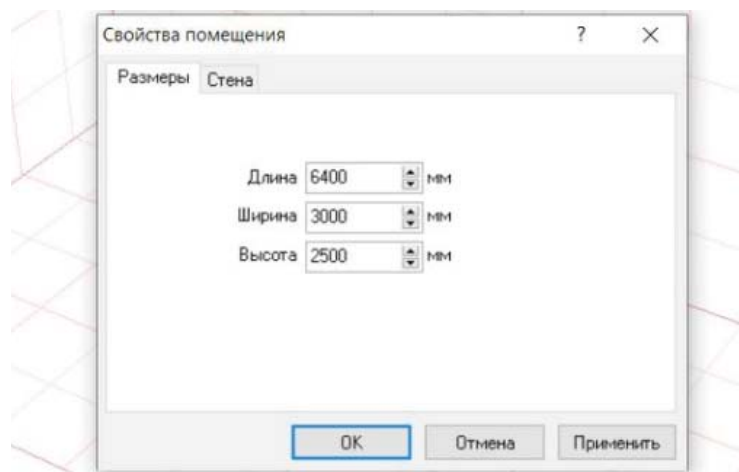 Свойства помещения ?
Размеры Стена
Длина 6400 мм
Ширина 3000 мм
Высота 2500 мм
OK Отмена Применить